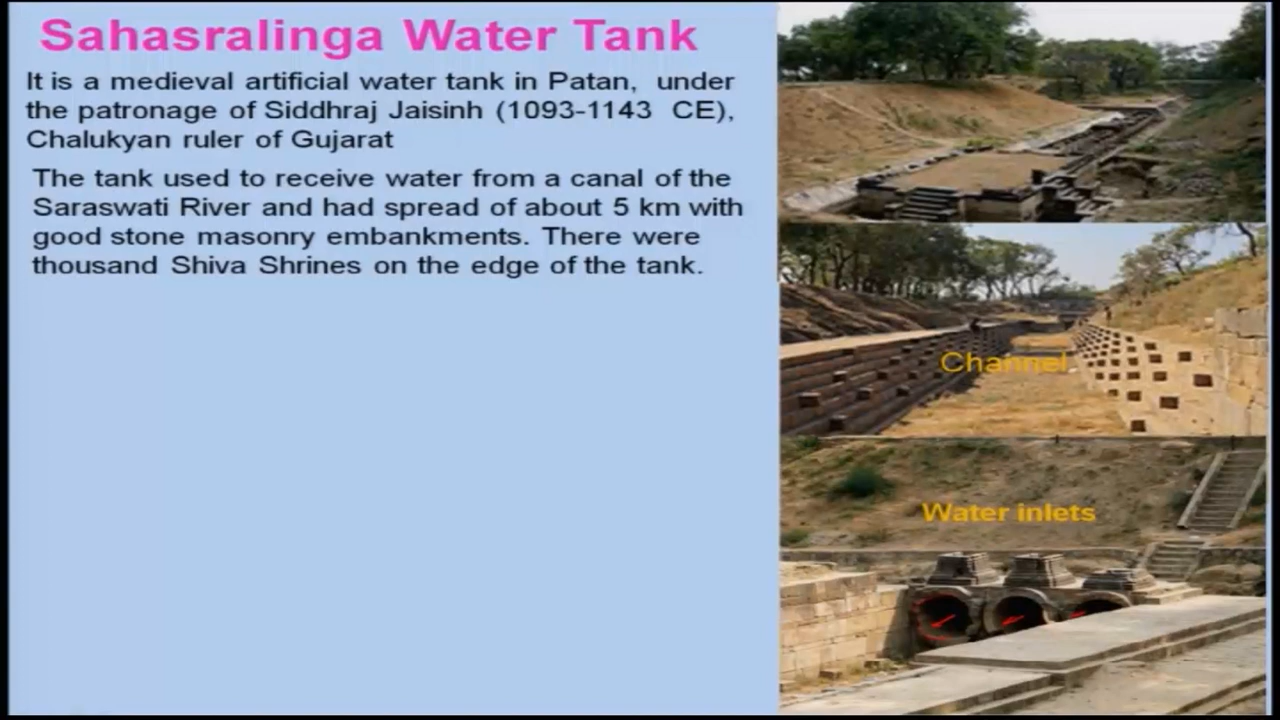 Sahasralinga Water Tank
It is a medieval artificial water tank in Patan, under
the patronage of Siddhraj Jaisinh (1093-1143 CE),
Chalukyan ruler of Gujarat
The tank used to receive water from a canal of the
Saraswati River and had spread of about 5 km with
good stone masonry embankments. There were
thousand Shiva Shrines on the edge of the tank.
Channel
Water inlets